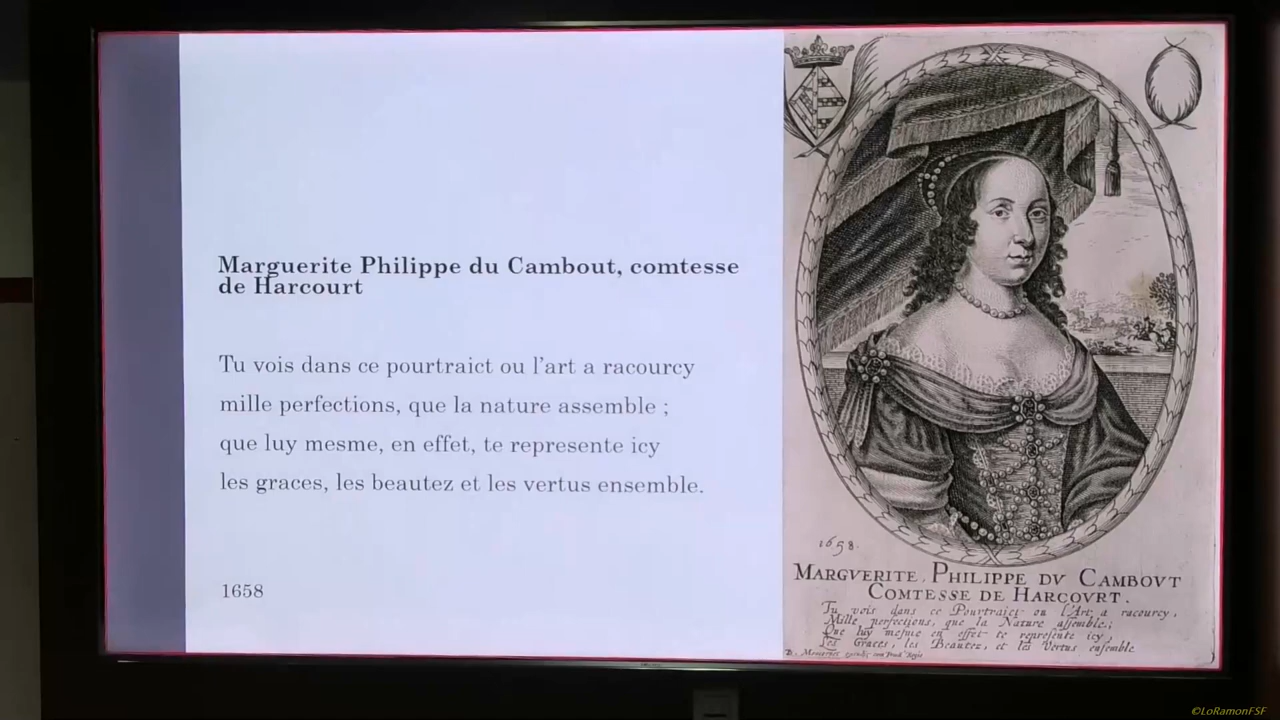 Marguerite Philippe du Cambout, comtesse
de Harcourt
Tu vois dans ce pourtraict ou l'art a racourcy
mille perfections, que la nature assemble ;
que luy mesme, en effet, te represente icy
les graces, les beautez et les vertus ensemble.
1658
1658.
MARGVERITE, PHILIPPE DV CAMBOVT
COMTESSE DE HARCOVRT.
Tu vois dans ce Pourtraict ou l'Art a racourcy,
Mille perfections, que la Nature assemble;
Que luy mesme en effet te represente icy
Les Graces, les Beautez, et les Vertus ensemble
©LoRamonFSF